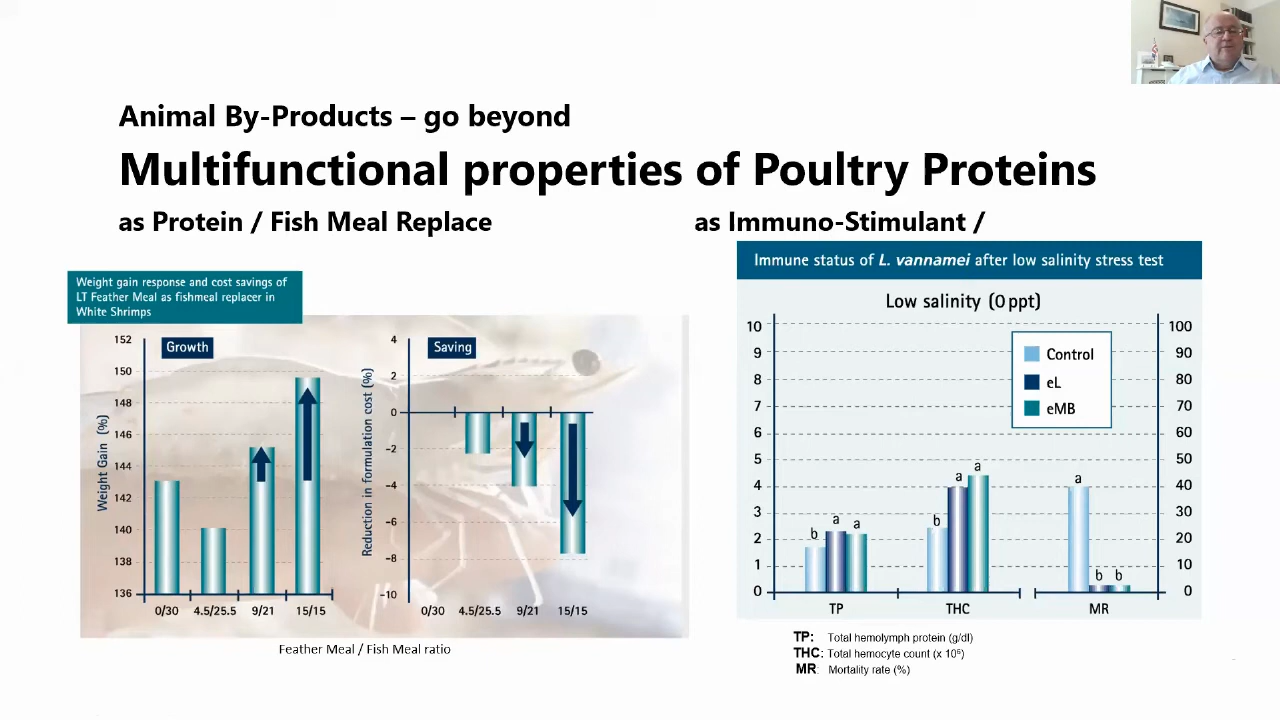 Animal By-Products – go beyond
Multifunctional properties of Poultry Proteins
as Protein / Fish Meal Replace
as Immuno-Stimulant /
Weight gain response and cost savings of
LT Feather Meal as fishmeal replacer in
White Shrimps
Growth
Weight Gain (%)
152
150
148
146
144
142
140
138
136
0/30
4.5/25.5
9/21
15/15
Saving
Reduction in formulation cost (%)
4
2
0
−2
−4
−6
−8
−10
0/30
4.5/25.5
9/21
15/15
Feather Meal / Fish Meal ratio
Immune status of L. vannamei after low salinity stress test
Low salinity (0 ppt)
10
9
8
7
6
5
4
3
2
1
0
100
90
80
70
60
50
40
30
20
10
0
Control
eL
eMB
b a a
b a a
a b b
TP
THC
MR
TP: Total hemolymph protein (g/dl)
THC: Total hemocyte count (x 10⁶)
MR: Mortality rate (%)